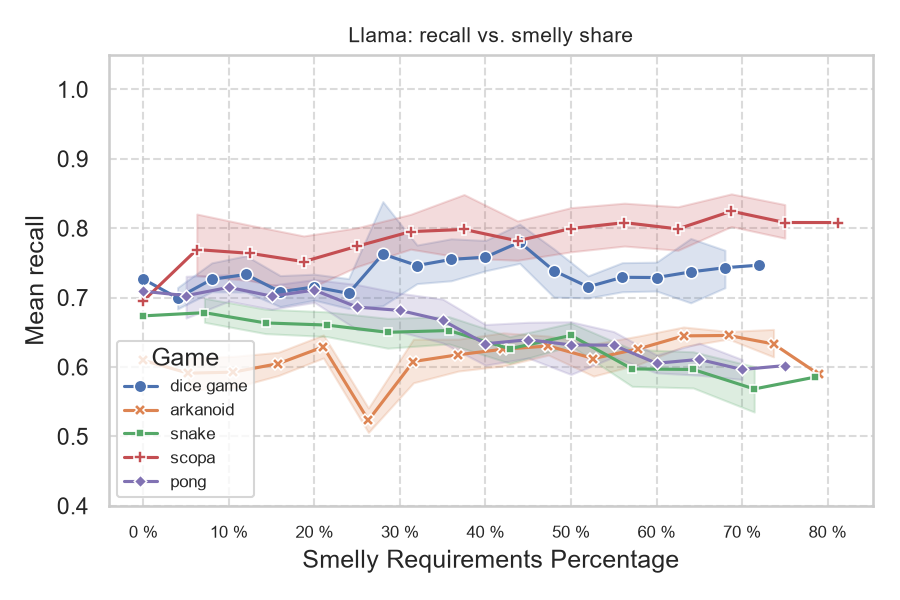 Llama: recall vs. smelly share
Mean recall
1.0
0.9
0.8
0.7
0.6
0.5
0.4
Game
dice game
arkanoid
snake
scopa
pong
0 %
10 %
20 %
30 %
40 %
50 %
60 %
70 %
80 %
Smelly Requirements Percentage